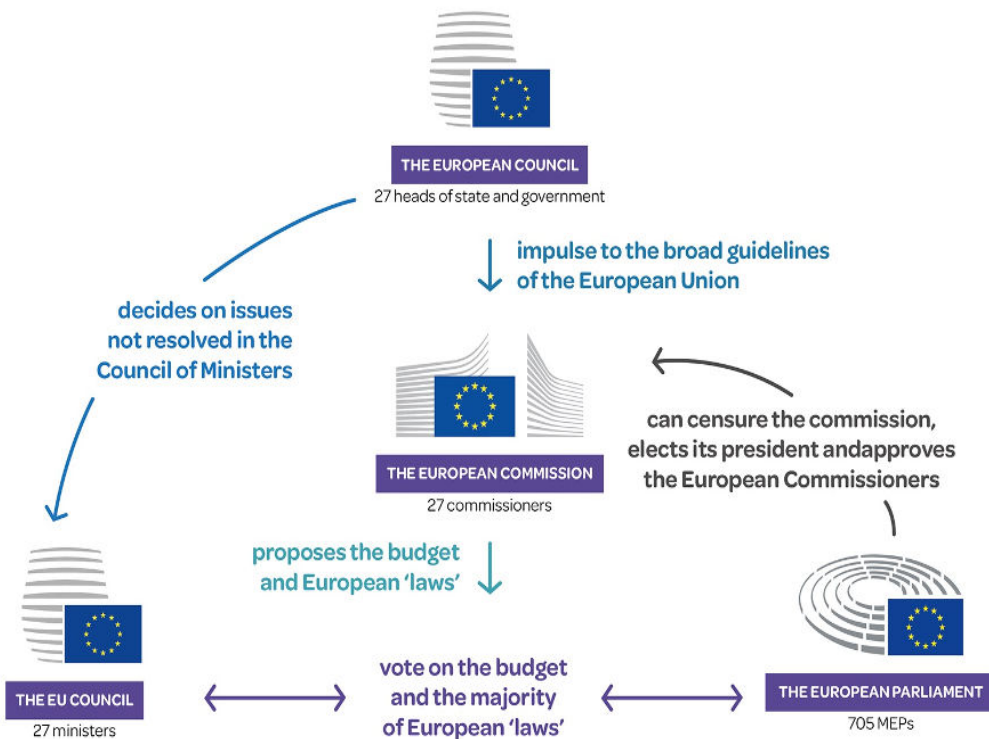 THE EUROPEAN COUNCIL
27 heads of state and government
impulse to the broad guidelines
of the European Union
decides on issues
not resolved in the
Council of Ministers
can censure the commission,
elects its president andapproves
the European Commissioners
THE EUROPEAN COMMISSION
27 commissioners
proposes the budget
and European ‘laws’
THE EU COUNCIL
27 ministers
vote on the budget
and the majority
of European ‘laws’
THE EUROPEAN PARLIAMENT
705 MEPs